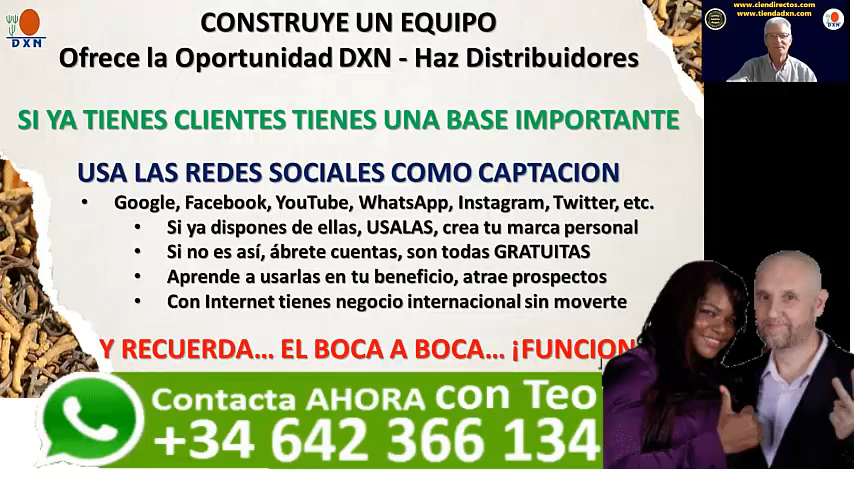 CONSTRUYE UN EQUIPO
Ofrece la Oportunidad DXN - Haz Distribuidores
DXN
www.ciendirectos.com
www.tiendadxn.com
SI YA TIENES CLIENTES TIENES UNA BASE IMPORTANTE
USA LAS REDES SOCIALES COMO CAPTACION
• Google, Facebook, YouTube, WhatsApp, Instagram, Twitter, etc.
• Si ya dispones de ellas, USALAS, crea tu marca personal
• Si no es así, ábrete cuentas, son todas GRATUITAS
• Aprende a usarlas en tu beneficio, atrae prospectos
• Con Internet tienes negocio internacional sin moverte
Y RECUERDA... EL BOCA A BOCA... ¡FUNCION
Contacta AHORA con Teo
+34 642 366 134